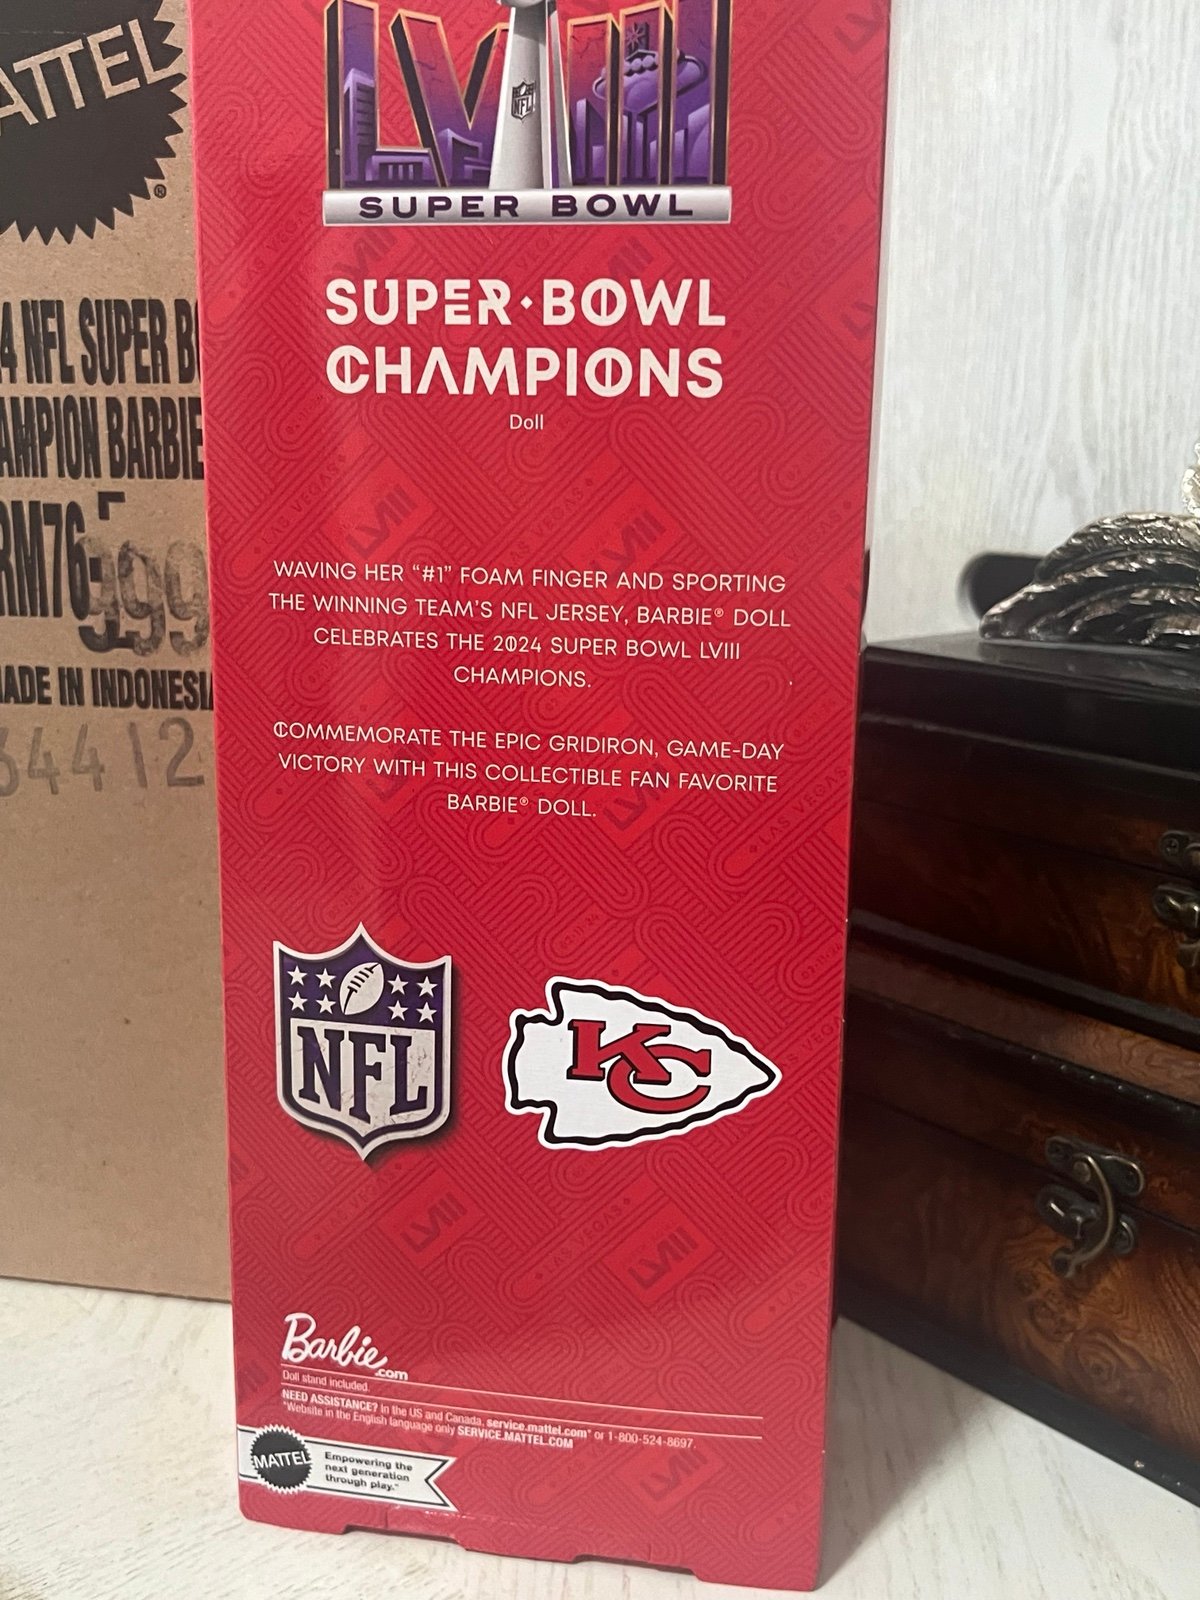 MATTEL
®
4 NFL SUPER B
AMPION BARBIE
RM76
999
MADE IN INDONESIA
34412
LVIII
NFL
SUPER BOWL
SUPER·BOWL
CHAMPIONS
Doll
WAVING HER “#1” FOAM FINGER AND SPORTING
THE WINNING TEAM’S NFL JERSEY, BARBIE® DOLL
CELEBRATES THE 2024 SUPER BOWL LVIII
CHAMPIONS.
COMMEMORATE THE EPIC GRIDIRON, GAME-DAY
VICTORY WITH THIS COLLECTIBLE FAN FAVORITE
BARBIE® DOLL.
NFL
KC
Barbie.com
Doll stand included.
NEED ASSISTANCE? In the US and Canada, service.mattel.com* or 1-800-524-8697.
*Website in the English language only SERVICE.MATTEL.COM
MATTEL
Empowering the
next generation
through play.™